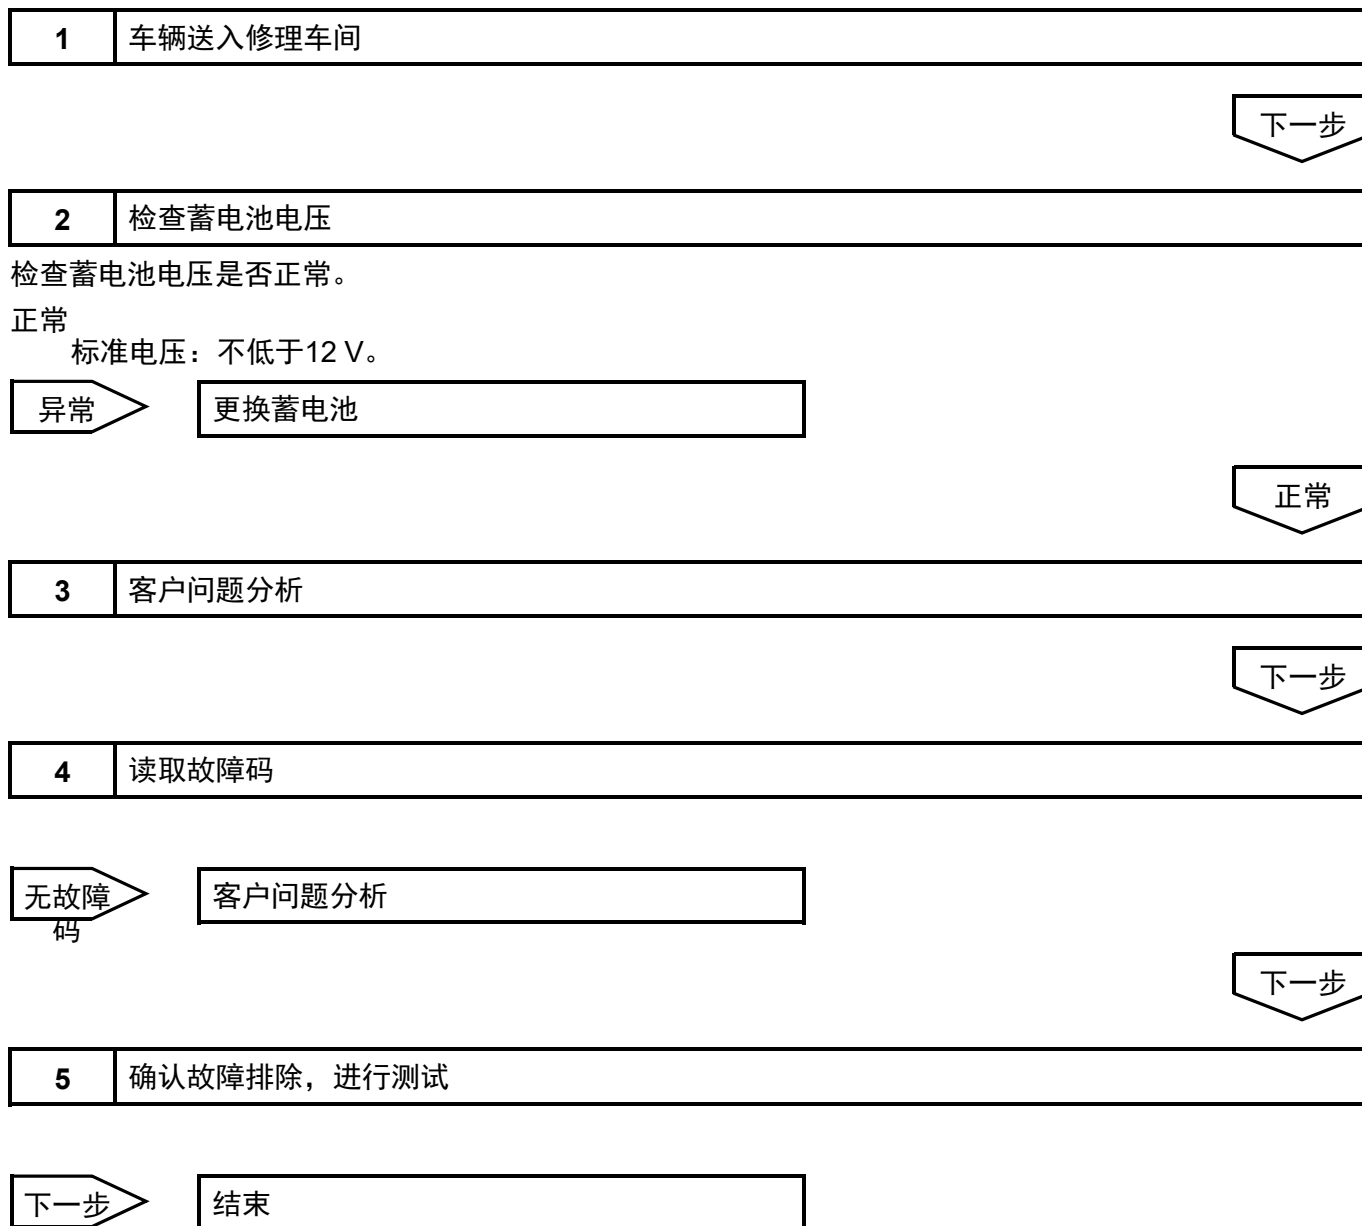 1 车辆送入修理车间
下一步
2 检查蓄电池电压
检查蓄电池电压是否正常。
正常
标准电压：不低于12 V。
异常 更换蓄电池
正常
3 客户问题分析
下一步
4 读取故障码
无故障 客户问题分析
码
下一步
5 确认故障排除，进行测试
下一步 结束